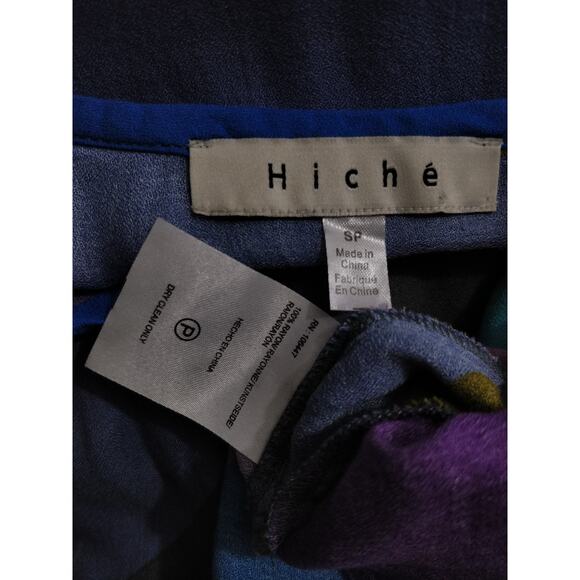 Hiché
SP
Made in
China
Fabriqué
En Chine
RN: 106447
100% RAYON/ RAYONNE/ KUNSTSEIDE/
RAION/RAYON
HECHO EN CHINA
P
DRY CLEAN ONLY